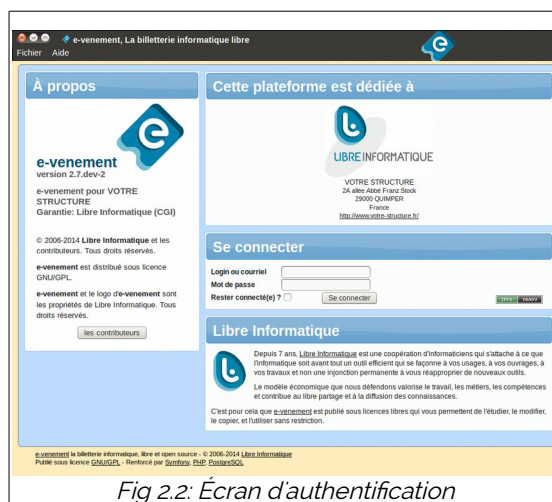 e-venement, La billetterie informatique libre
Fichier Aide
À propos
e-venement
version 2.7.dev-2
e-venement pour VOTRE
STRUCTURE
Garantie: Libre Informatique (CGI)
© 2006-2014 Libre Informatique et les
contributeurs. Tous droits réservés.
e-venement est distribué sous licence
GNU/GPL.
e-venement et le logo d'e-venement sont
les propriétés de Libre Informatique. Tous
droits réservés.
les contributeurs
Cette plateforme est dédiée à
LIBRE INFORMATIQUE
VOTRE STRUCTURE
2A allée Abbé Franz Stock
29000 QUIMPER
France
http://www.votre-structure.fr/
Se connecter
Login ou courriel
Mot de passe
Rester connecté(e) ? Se connecter
IPV6 READY
Libre Informatique
Depuis 7 ans, Libre Informatique est une coopération d'informaticiens qui s'attache à ce que
l'informatique soit avant tout un outil efficient qui se façonne à vos usages, à vos ouvrages, à
vos travaux et non une injonction permanente à vous réapproprier de nouveaux outils.
Le modèle économique que nous défendons valorise le travail, les métiers, les compétences
et contribue au libre partage et à la diffusion des connaissances.
C'est pour cela que e-venement est publié sous licences libres qui vous permettent de l'étudier, le modifier,
le copier, et l'utiliser sans restriction.
e-venement la billetterie informatique, libre et open source - © 2006-2014 Libre Informatique
Publié sous licence GNU/GPL - Renforcé par Symfony, PHP, PostgreSQL
Fig 2.2: Écran d'authentification